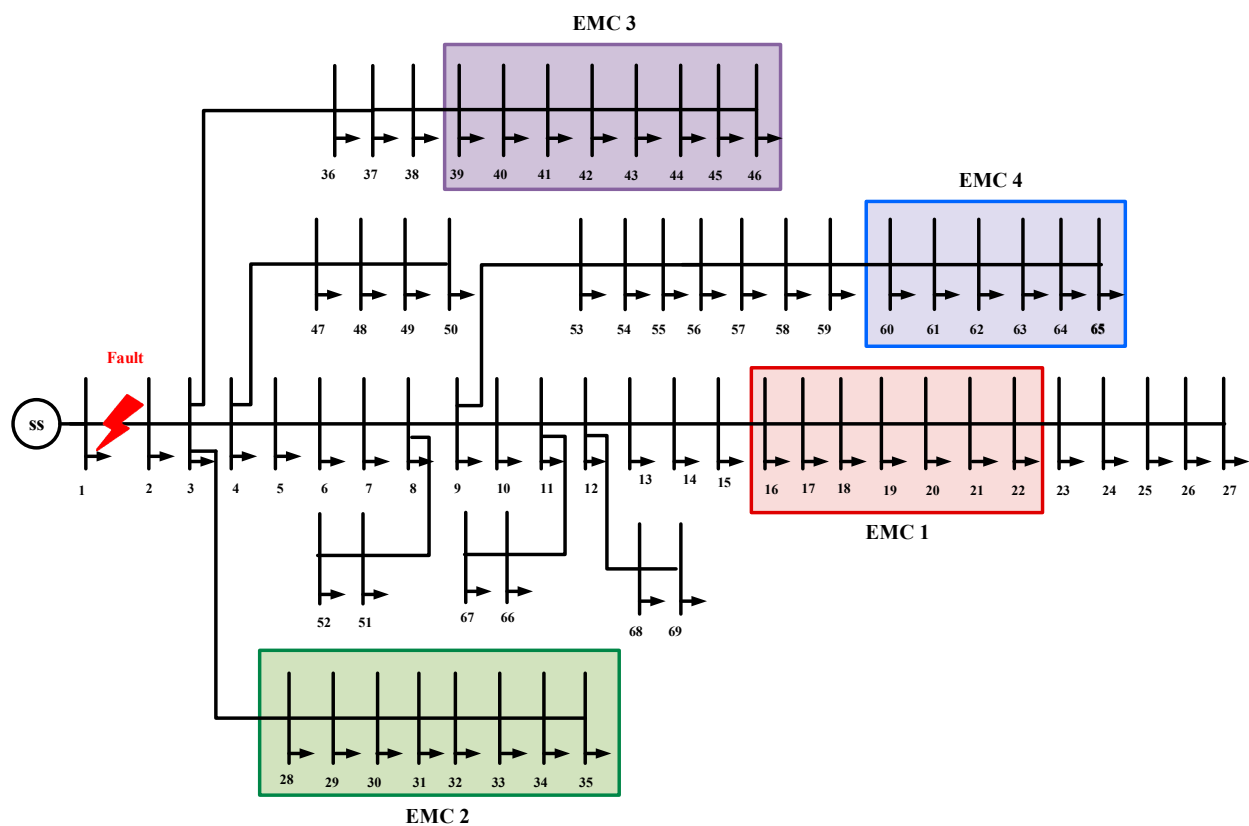 EMC 3
36 37 38 39 40 41 42 43 44 45 46
EMC 4
47 48 49 50 53 54 55 56 57 58 59 60 61 62 63 64 65
Fault
ss
1 2 3 4 5 6 7 8 9 10 11 12 13 14 15 16 17 18 19 20 21 22 23 24 25 26 27
EMC 1
52 51 67 66 68 69
28 29 30 31 32 33 34 35
EMC 2